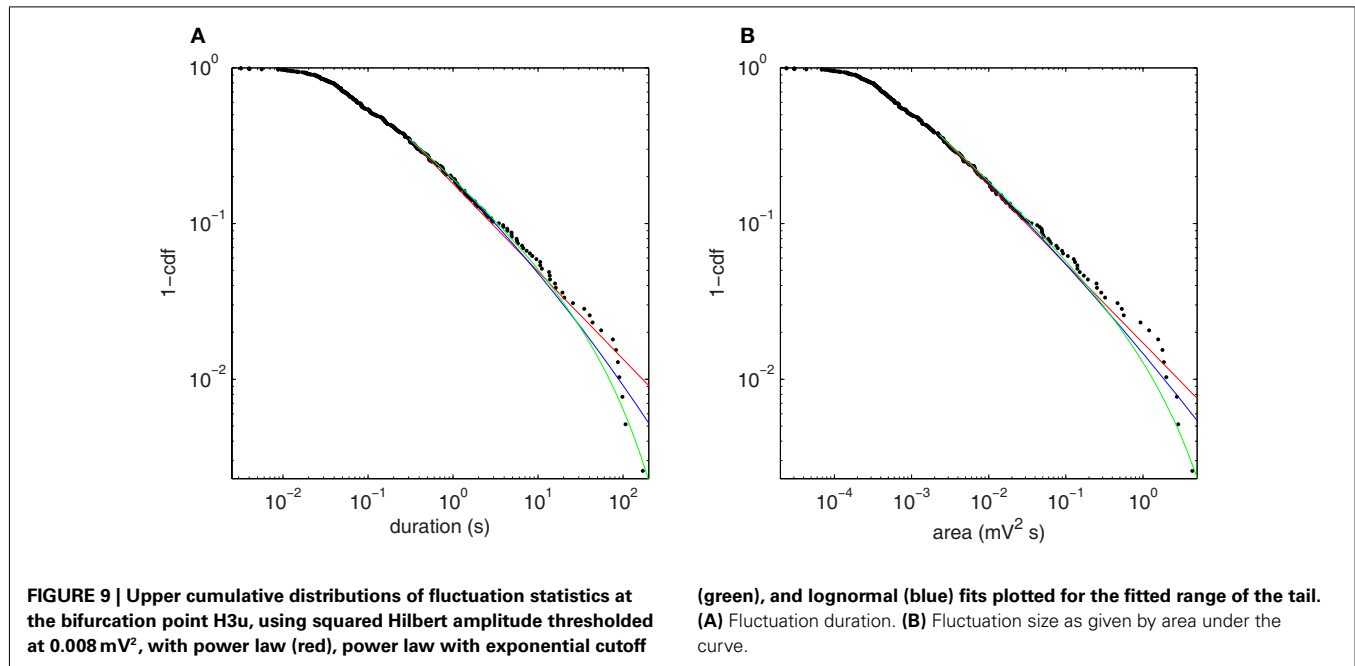 A
10^0
10^−1
10^−2
1−cdf
10^−2 10^−1 10^0 10^1 10^2
duration (s)
B
10^0
10^−1
10^−2
1−cdf
10^−4 10^−3 10^−2 10^−1 10^0
area (mV² s)
FIGURE 9 | Upper cumulative distributions of fluctuation statistics at
the bifurcation point H3u, using squared Hilbert amplitude thresholded
at 0.008 mV², with power law (red), power law with exponential cutoff
(green), and lognormal (blue) fits plotted for the fitted range of the tail.
(A) Fluctuation duration. (B) Fluctuation size as given by area under the
curve.